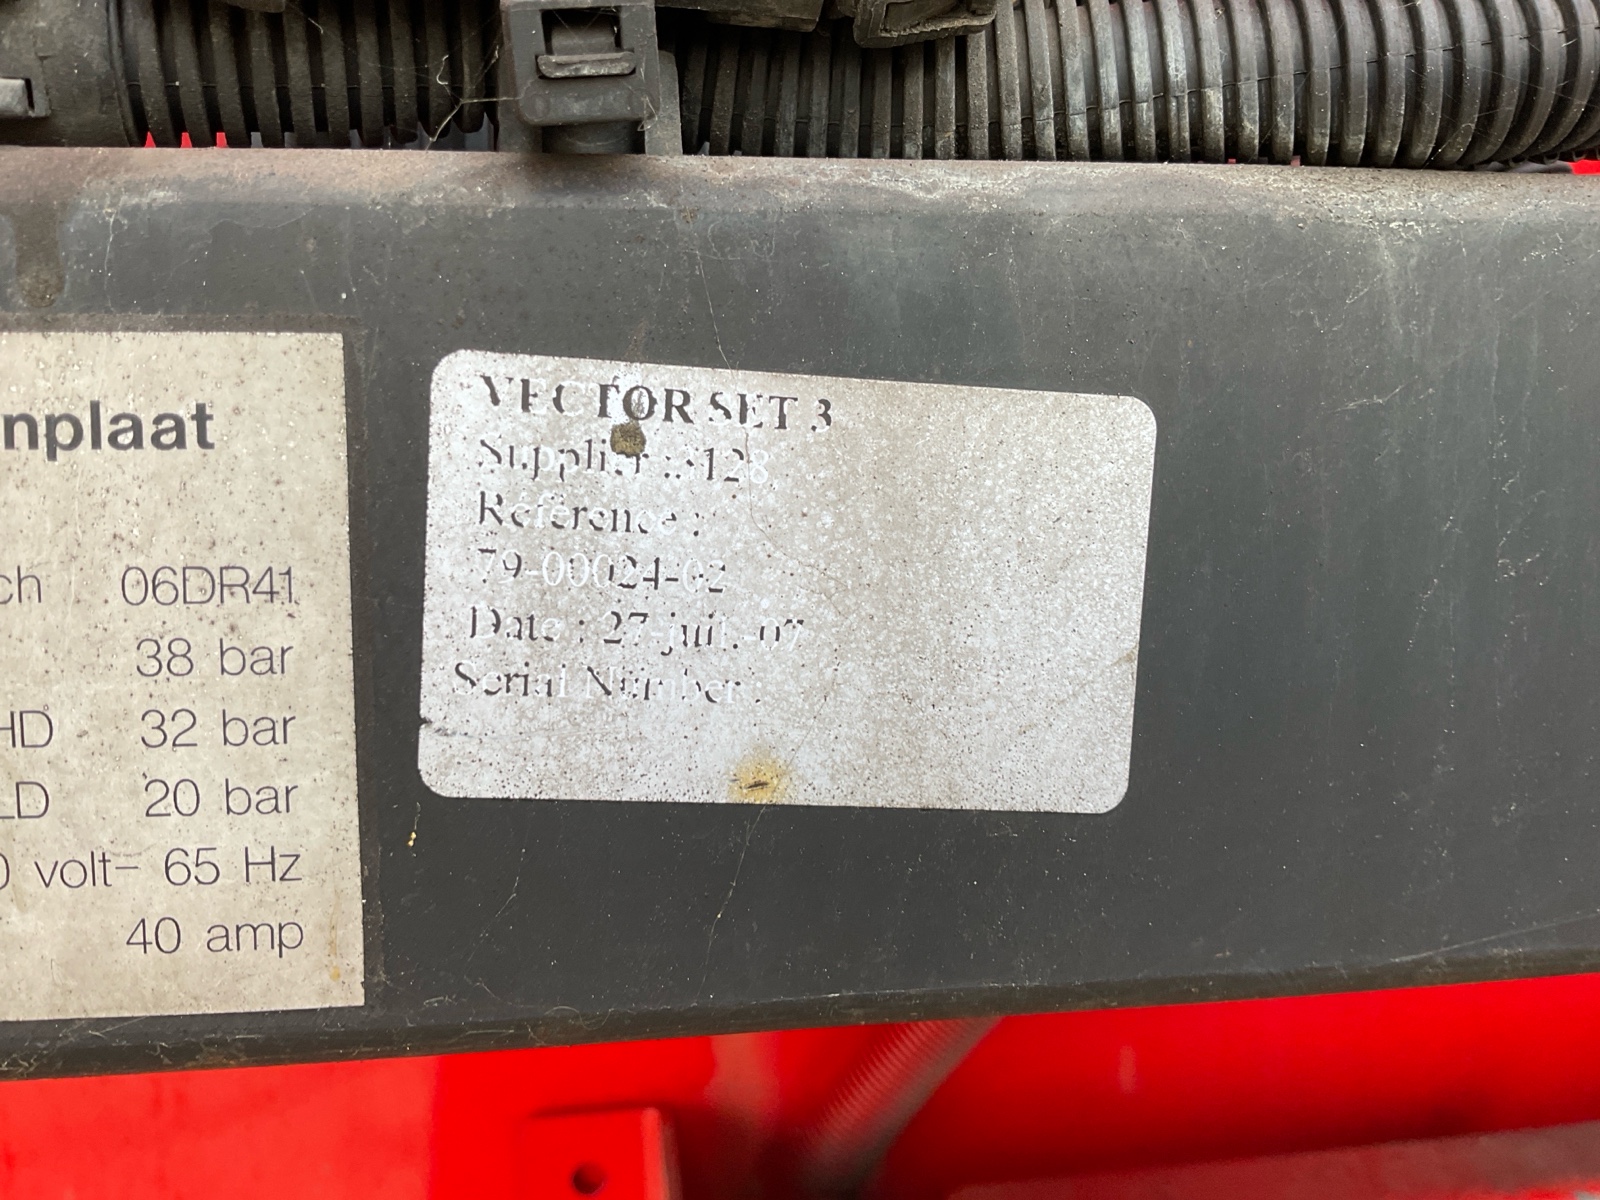 nplaat
ch 06DR41
38 bar
HD 32 bar
LD 20 bar
0 volt- 65 Hz
40 amp
VECTOR SET 3
Supplier :
Reference :
79-00024-02
Date : 27-juil.-07
Serial Number :